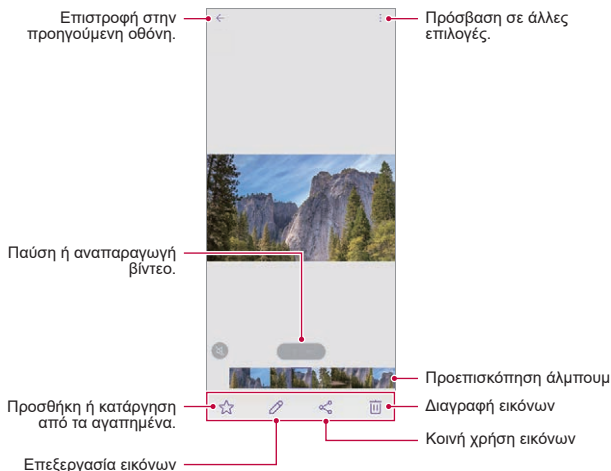 Επιστροφή στην
προηγούμενη οθόνη.
Πρόσβαση σε άλλες
επιλογές.
Παύση ή αναπαραγωγή
βίντεο.
Προεπισκόπηση άλμπουμ
Προσθήκη ή κατάργηση
από τα αγαπημένα.
Διαγραφή εικόνων
Κοινή χρήση εικόνων
Επεξεργασία εικόνων